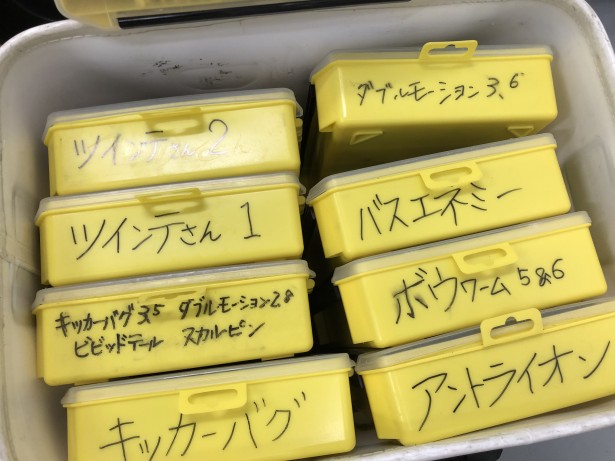 ツインテさん2
ツインテさん 1
キッカーバグ3.5 ダブルモーション2.8
ビビッドテール スカルピン
キッカーバグ
ダブルモーション3、6
バスエネミー
ボウワーム5&6
アントライオン